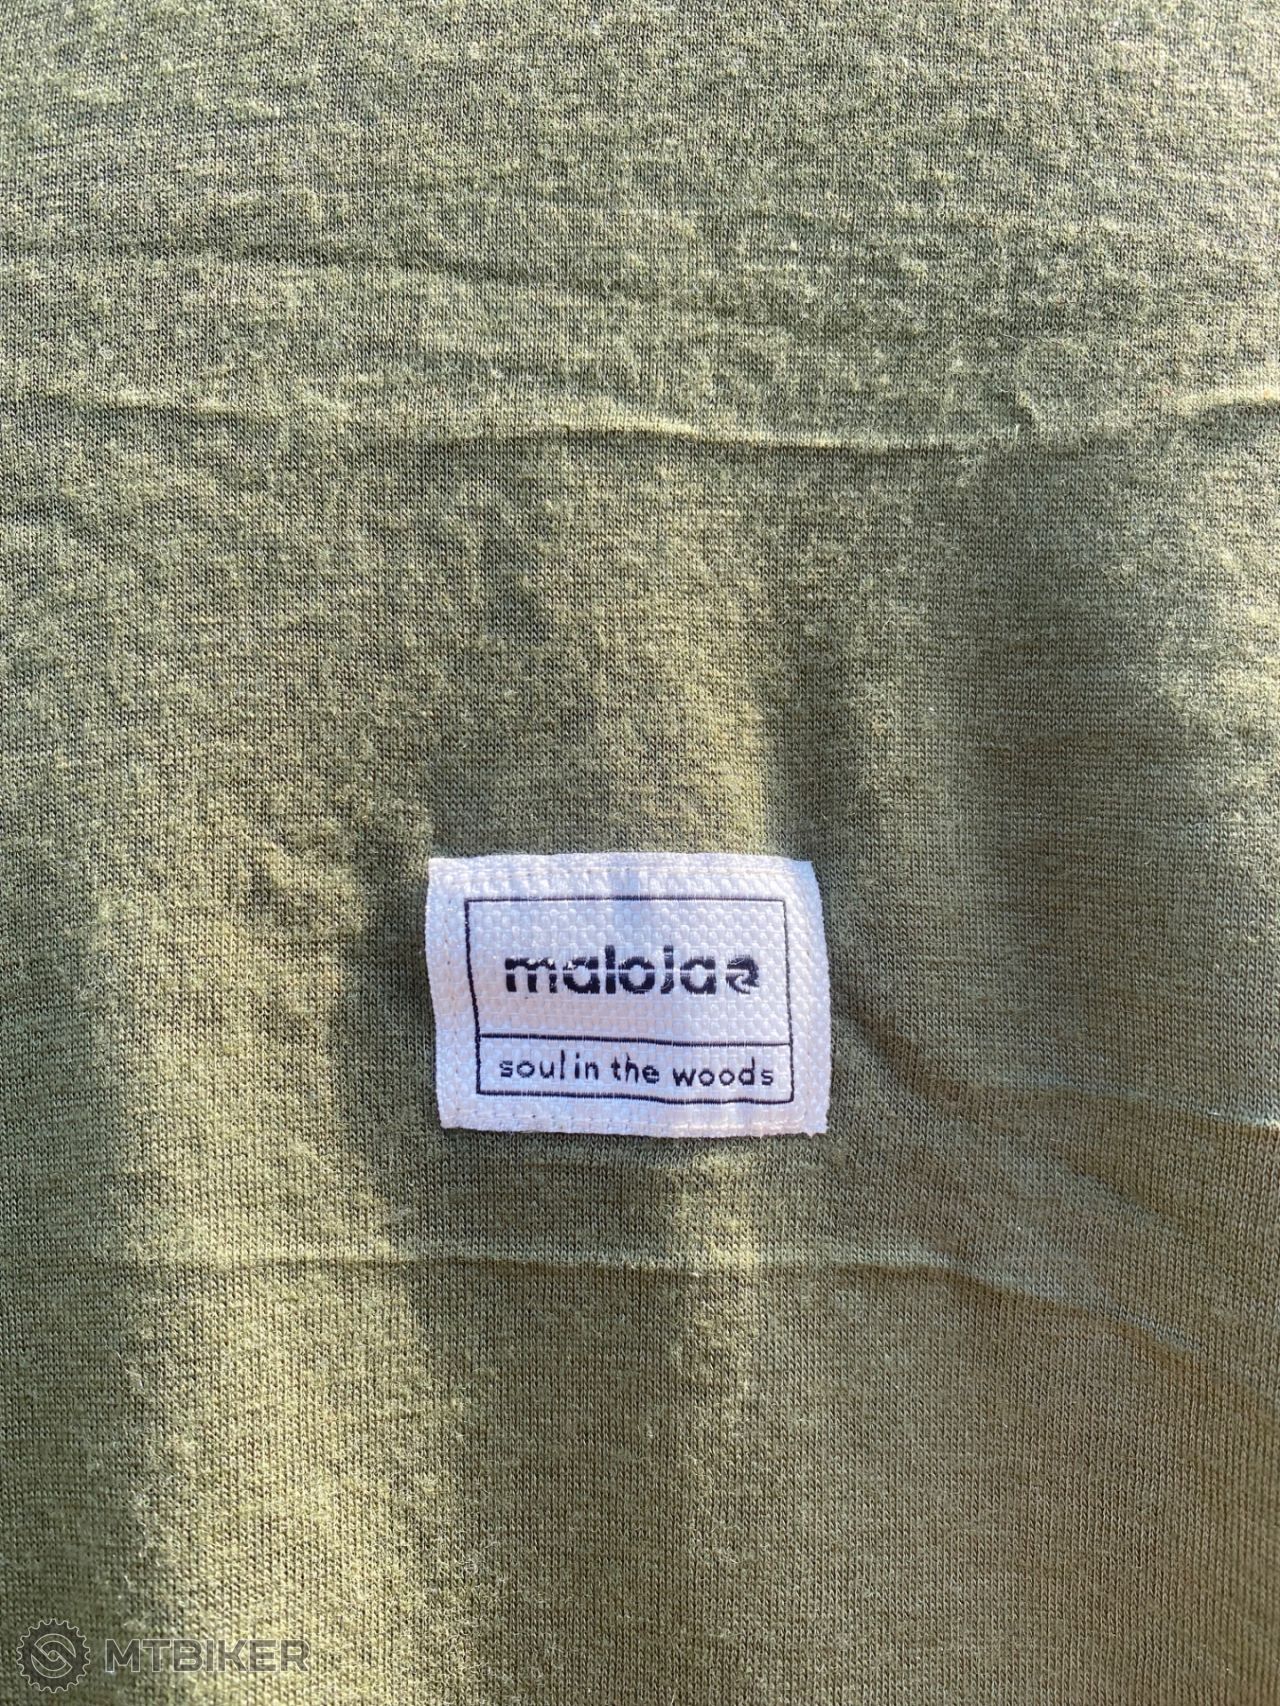 maloja
soul in the woods
MTBIKER